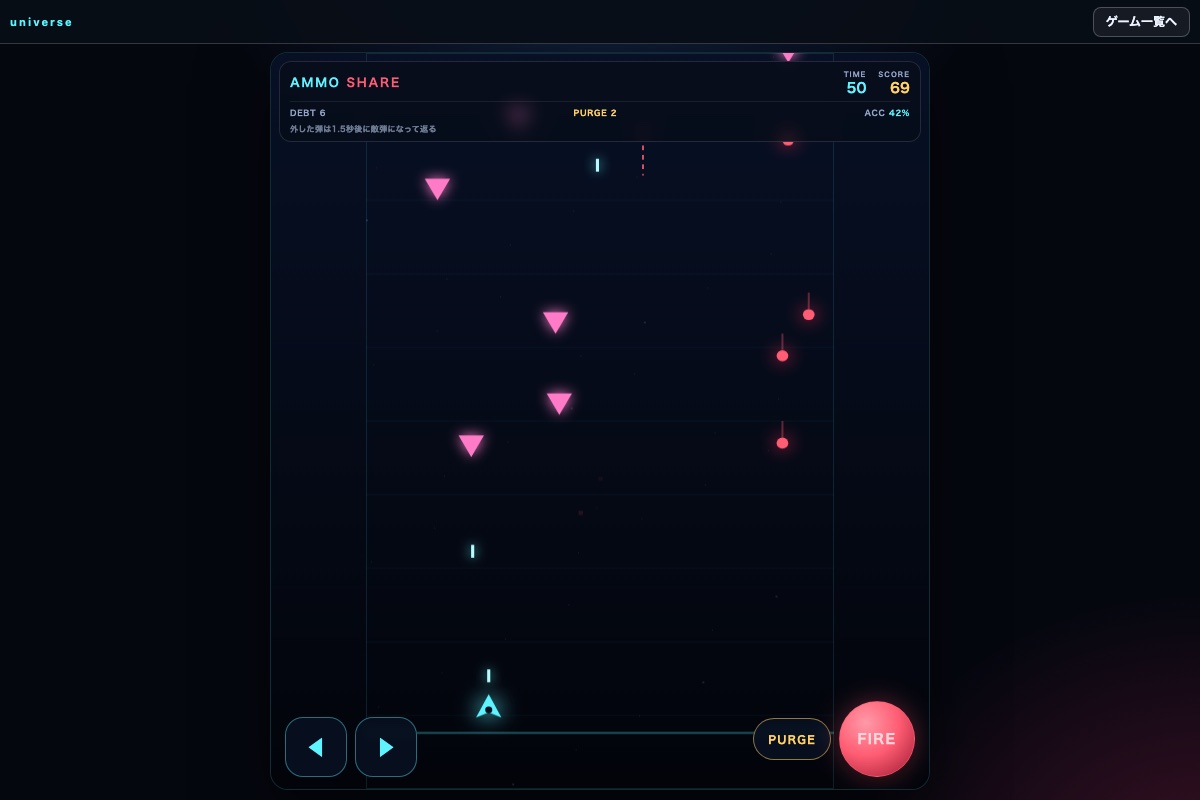 universe
ゲーム一覧へ
AMMO SHARE
TIME
50
SCORE
69
DEBT 6
PURGE 2
ACC 42%
外した弾は1.5秒後に敵弾になって返る
PURGE
FIRE